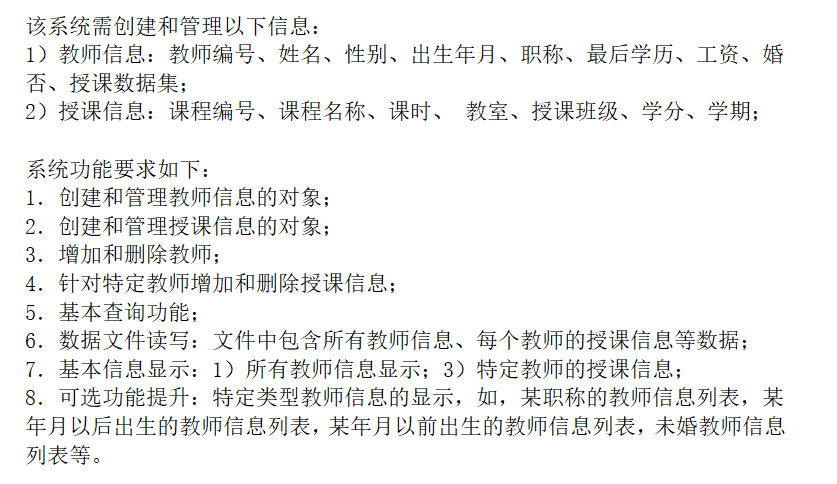 该系统需创建和管理以下信息：
1）教师信息：教师编号、姓名、性别、出生年月、职称、最后学历、工资、婚
否、授课数据集；
2）授课信息：课程编号、课程名称、课时、 教室、授课班级、学分、学期；
系统功能要求如下：
1．创建和管理教师信息的对象；
2．创建和管理授课信息的对象；
3．增加和删除教师；
4．针对特定教师增加和删除授课信息；
5．基本查询功能；
6．数据文件读写：文件中包含所有教师信息、每个教师的授课信息等数据；
7．基本信息显示：1）所有教师信息显示；3）特定教师的授课信息；
8．可选功能提升：特定类型教师信息的显示，如，某职称的教师信息列表，某
年月以后出生的教师信息列表，某年月以前出生的教师信息列表，未婚教师信息
列表等。